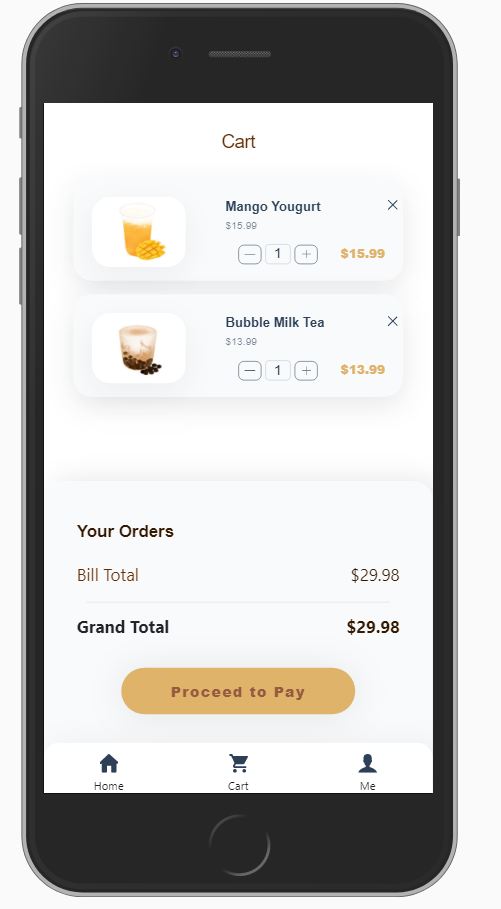 Cart
Mango Yougurt
$15.99
1
$15.99
Bubble Milk Tea
$13.99
1
$13.99
Your Orders
Bill Total $29.98
Grand Total $29.98
Proceed to Pay
Home Cart Me